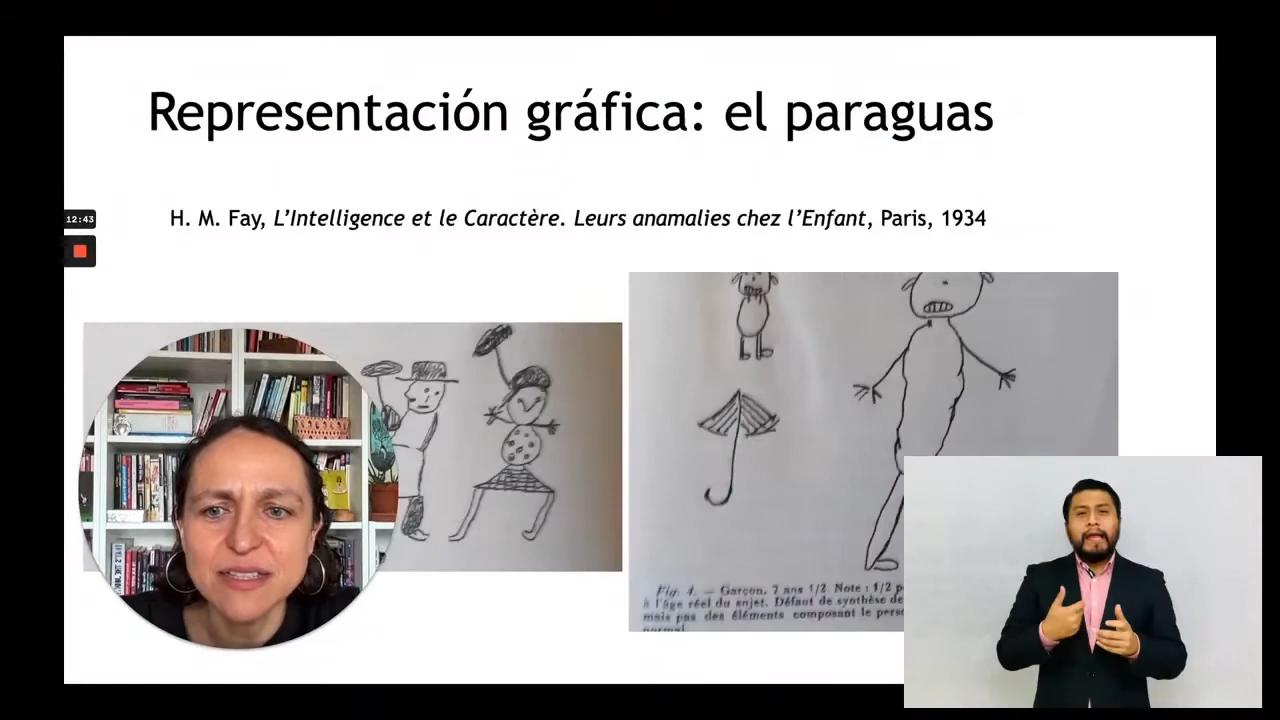 Representación gráfica: el paraguas
12:43
H. M. Fay, L'Intelligence et le Caractère. Leurs anamalies chez l'Enfant, Paris, 1934
Fig. 4. — Garçon, 7 ans 1/2. Note : 1/2 p
à l'âge réel du sujet. Défaut de synthèse de
mais pas des éléments composant le pers
normal